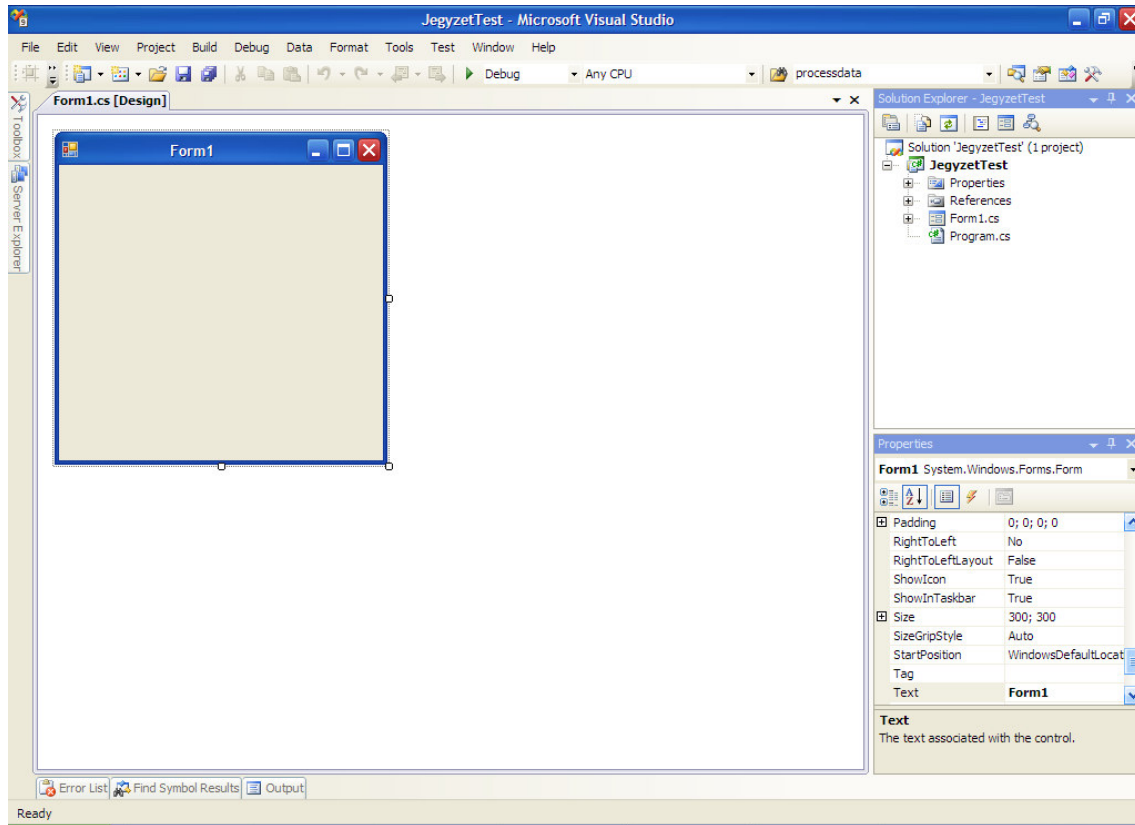 JegyzetTest - Microsoft Visual Studio
File Edit View Project Build Debug Data Format Tools Test Window Help
Debug Any CPU processdata
Toolbox
Server Explorer
Form1.cs [Design]
Form1
Solution Explorer - JegyzetTest
Solution 'JegyzetTest' (1 project)
JegyzetTest
Properties
References
Form1.cs
Program.cs
Properties
Form1 System.Windows.Forms.Form
Padding 0; 0; 0; 0
RightToLeft No
RightToLeftLayout False
ShowIcon True
ShowInTaskbar True
Size 300; 300
SizeGripStyle Auto
StartPosition WindowsDefaultLocat
Tag
Text Form1
Text
The text associated with the control.
Error List Find Symbol Results Output
Ready